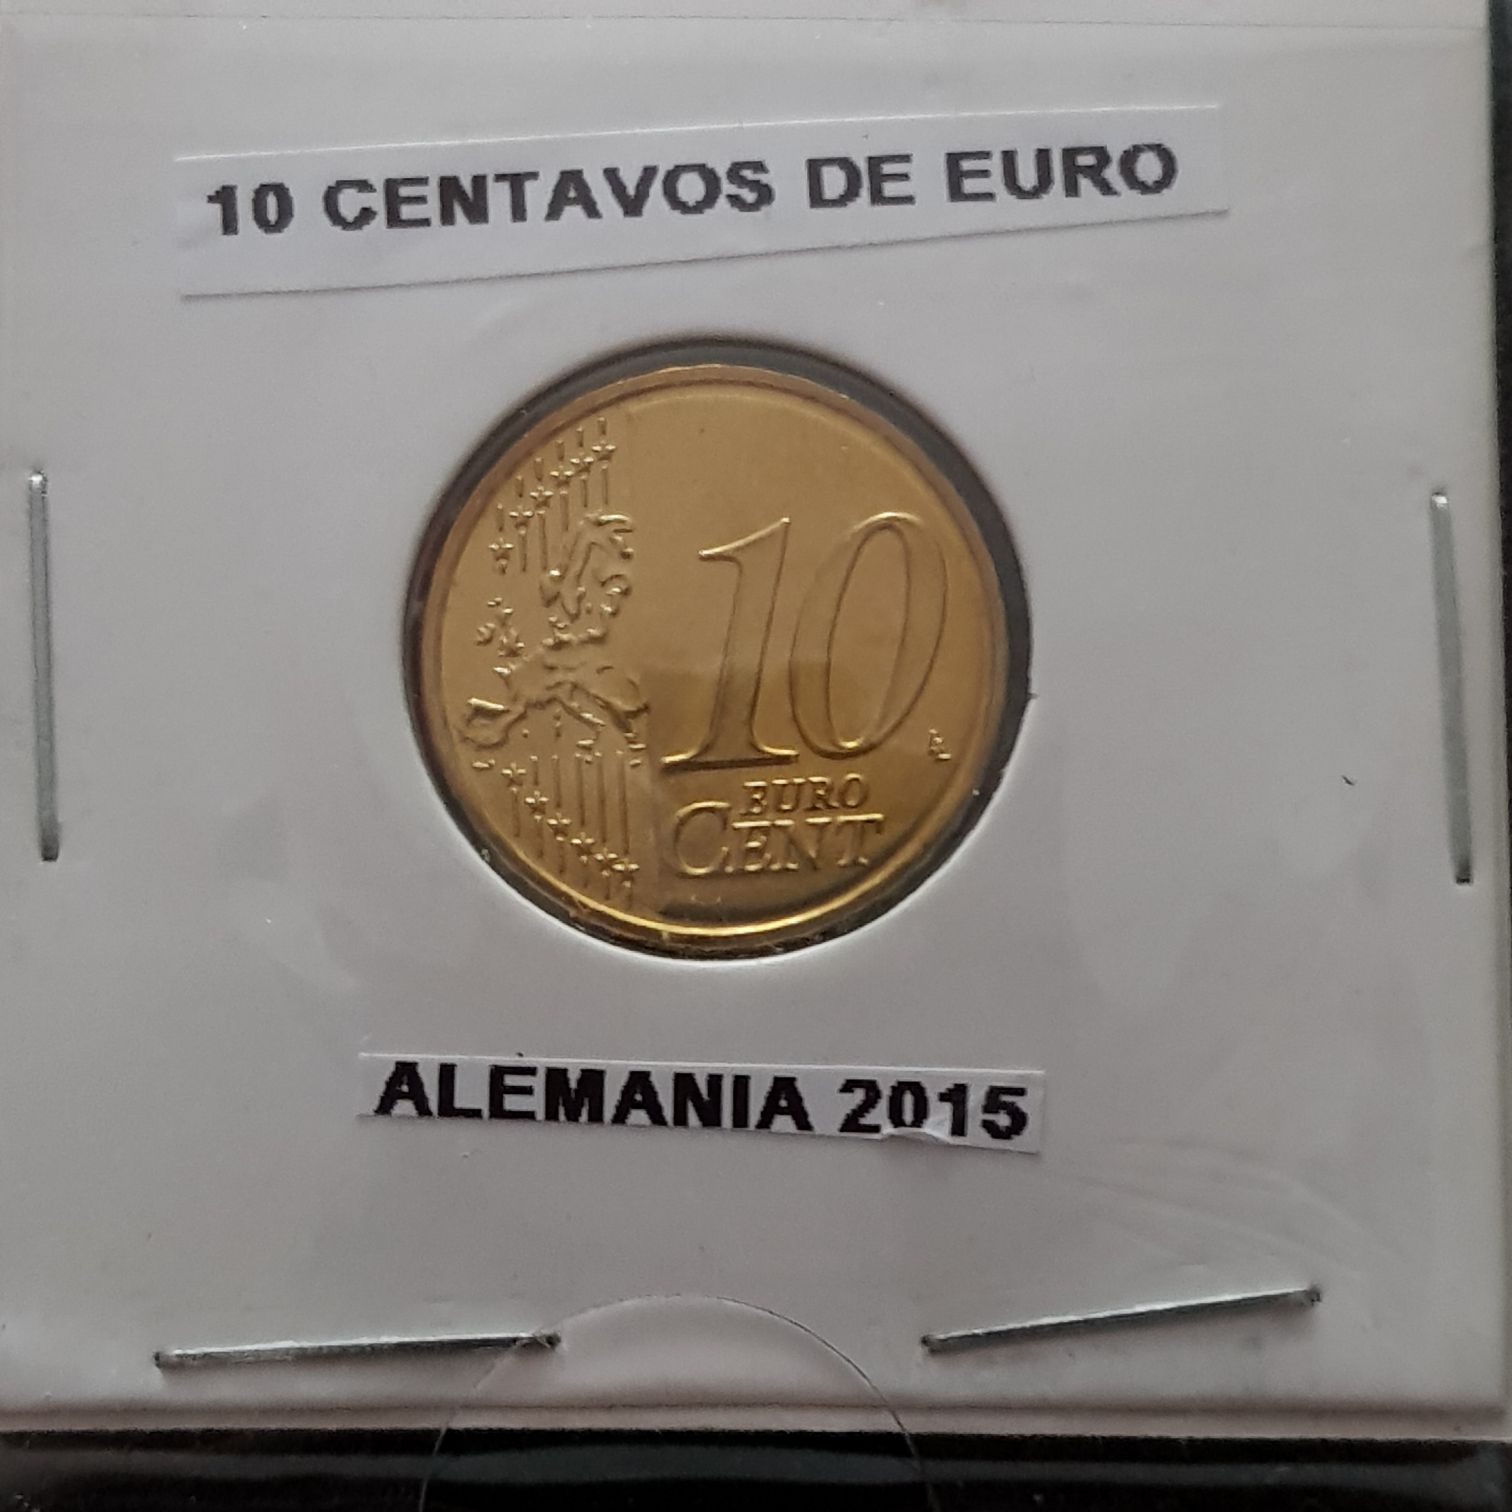 10 CENTAVOS DE EURO
10
EURO
CENT
ALEMANIA 2015